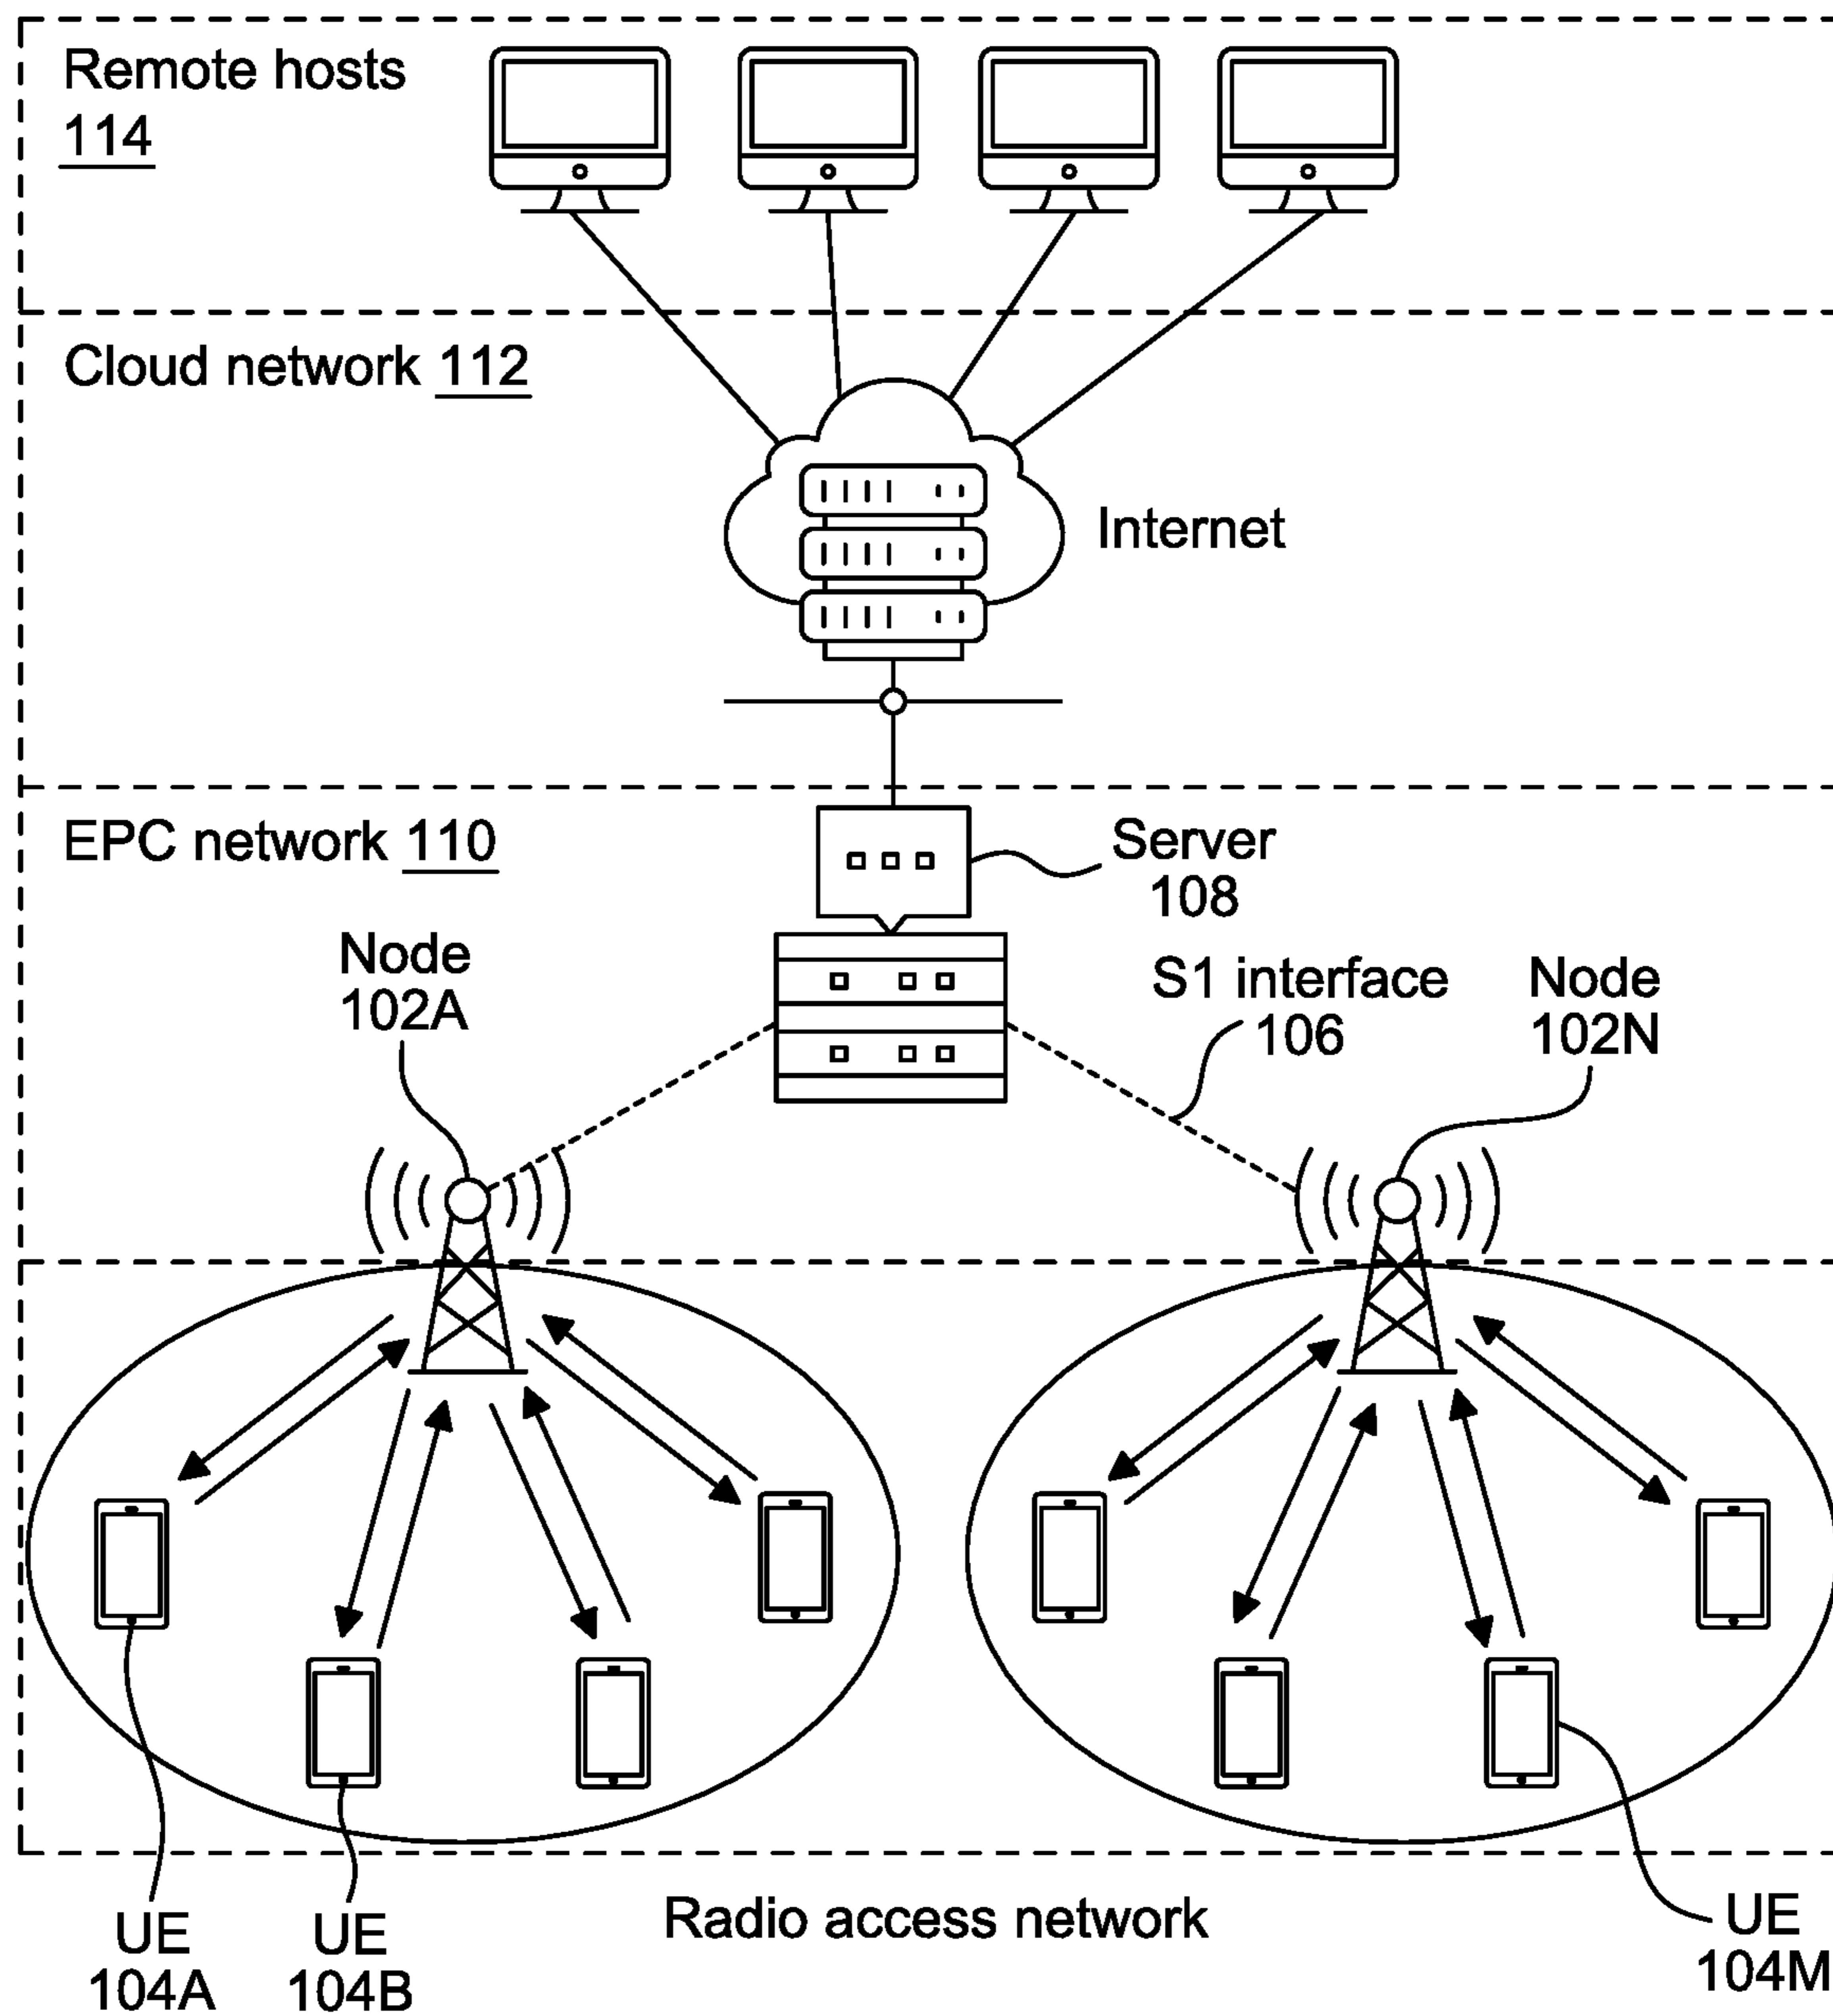 Remote hosts
114
Cloud network 112
Internet
EPC network 110
Server
108
Node
102A
S1 interface
106
Node
102N
Radio access network
UE
104A
UE
104B
UE
104M